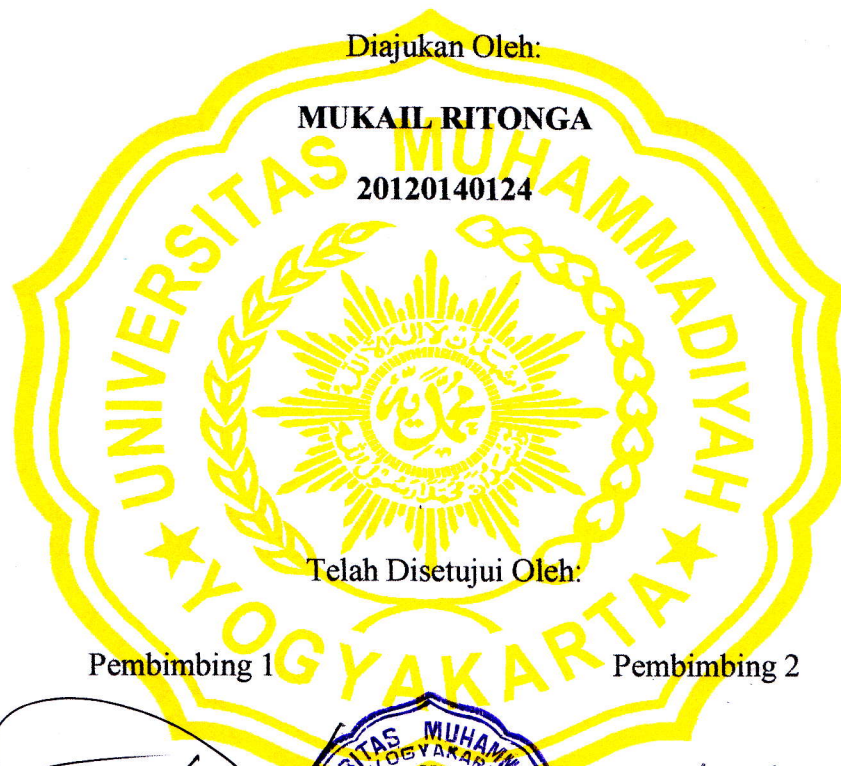 Diajukan Oleh:
MUKAIL RITONGA
20120140124
UNIVERSITAS MUHAMMADIYAH
YOGYAKARTA
Telah Disetujui Oleh:
Pembimbing 1 Pembimbing 2